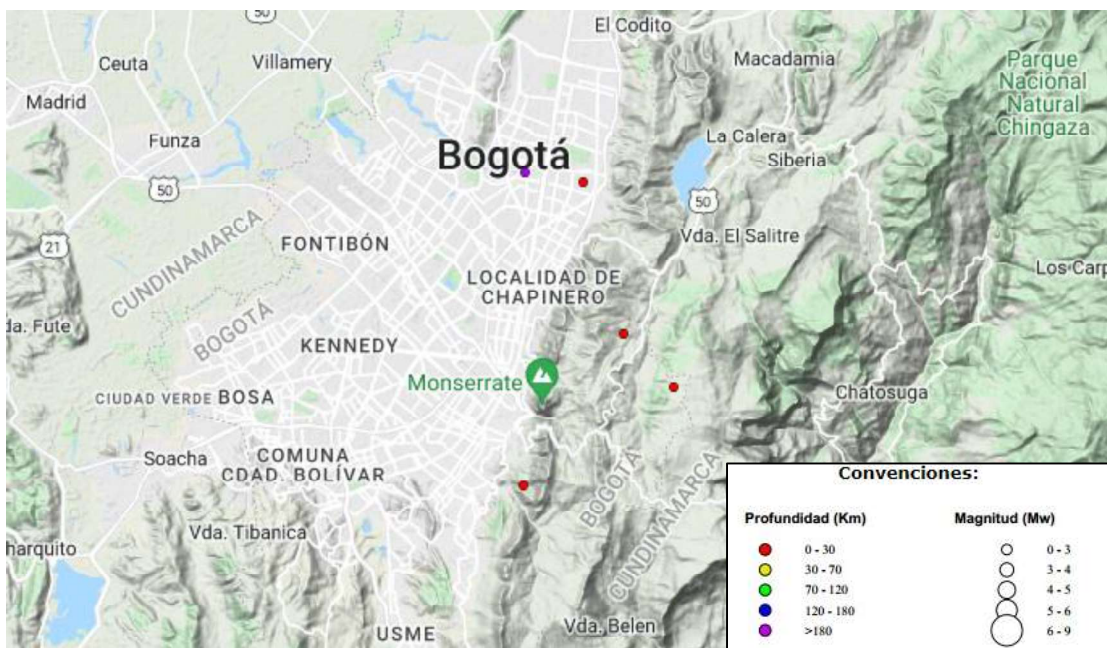 50
El Codito
Ceuta
Villamery
Macadamia
Parque
Nacional
Natural
Chingaza
Madrid
Funza
Bogotá
La Calera
Siberia
50
50
21
FONTIBÓN
Vda. El Salitre
CUNDINAMARCA
LOCALIDAD DE
CHAPINERO
Los Carp
da. Fute
BOGOTÁ
KENNEDY
Monserrate
CIUDAD VERDE
BOSA
Chatosuga
Soacha
COMUNA
CDAD. BOLÍVAR
BOGOTÁ
CUNDINAMARCA
Vda. Tibanica
harquito
USME
Vda. Belen
Convenciones:
Profundidad (Km)
0 - 30
30 - 70
70 - 120
120 - 180
>180
Magnitud (Mw)
0 - 3
3 - 4
4 - 5
5 - 6
6 - 9